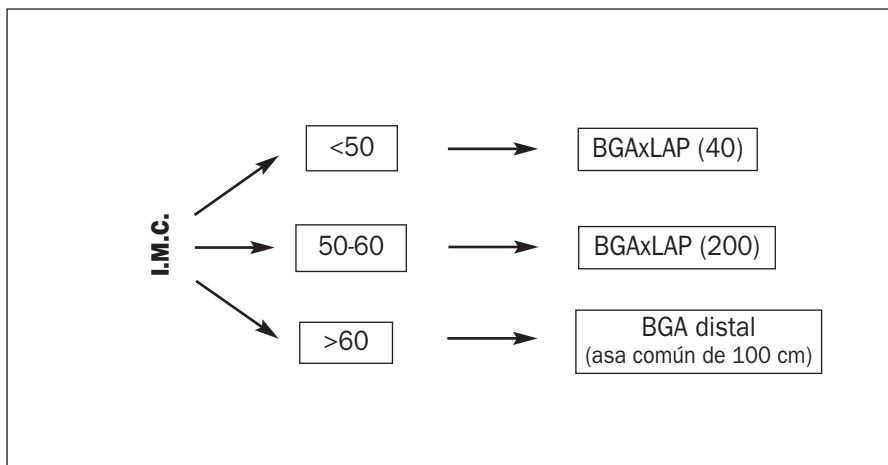 I.M.C.
<50
BGAxLAP (40)
50-60
BGAxLAP (200)
>60
BGA distal
(asa común de 100 cm)